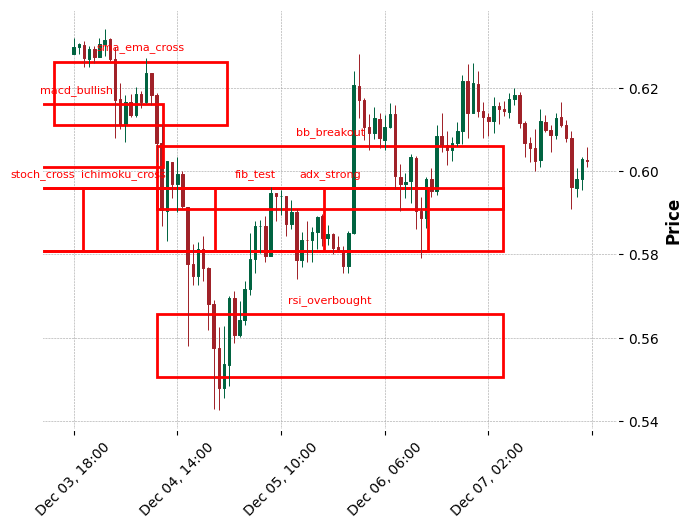 sma_ema_cross
macd_bullish
bb_breakout
stoch_cross
ichimoku_cross
fib_test
adx_strong
rsi_overbought
0.62
0.60
0.58
0.56
0.54
Price
Dec 03, 18:00
Dec 04, 14:00
Dec 05, 10:00
Dec 06, 06:00
Dec 07, 02:00